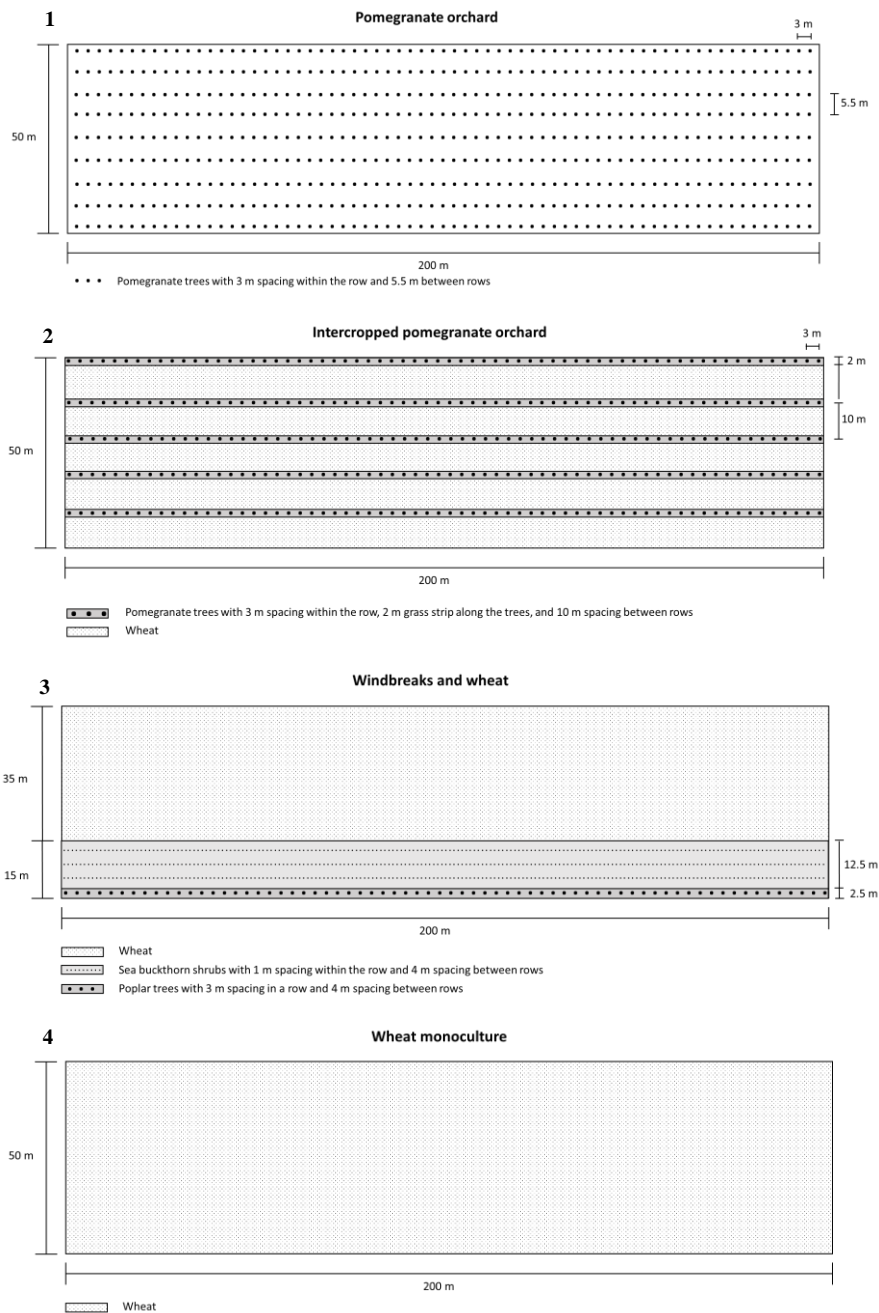 1
Pomegranate orchard
3 m
50 m
5.5 m
200 m
Pomegranate trees with 3 m spacing within the row and 5.5 m between rows
2
Intercropped pomegranate orchard
3 m
2 m
10 m
50 m
200 m
Pomegranate trees with 3 m spacing within the row, 2 m grass strip along the trees, and 10 m spacing between rows
Wheat
3
Windbreaks and wheat
35 m
15 m
12.5 m
2.5 m
200 m
Wheat
Sea buckthorn shrubs with 1 m spacing within the row and 4 m spacing between rows
Poplar trees with 3 m spacing in a row and 4 m spacing between rows
4
Wheat monoculture
50 m
200 m
Wheat